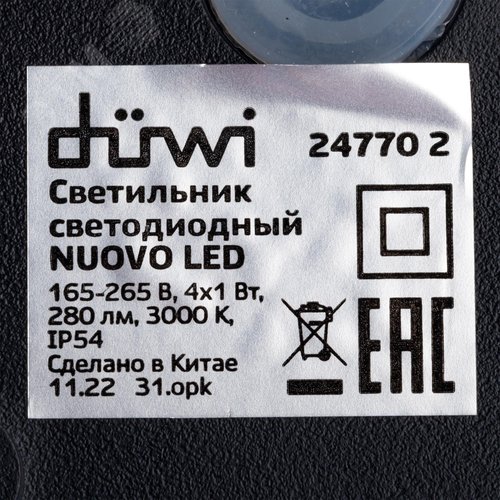 düwi
24770 2
Светильник
светодиодный
NUOVO LED
165-265 В, 4x1 Вт,
280 лм, 3000 К,
IP54
Сделано в Китае
11.22 31.opk
EAC